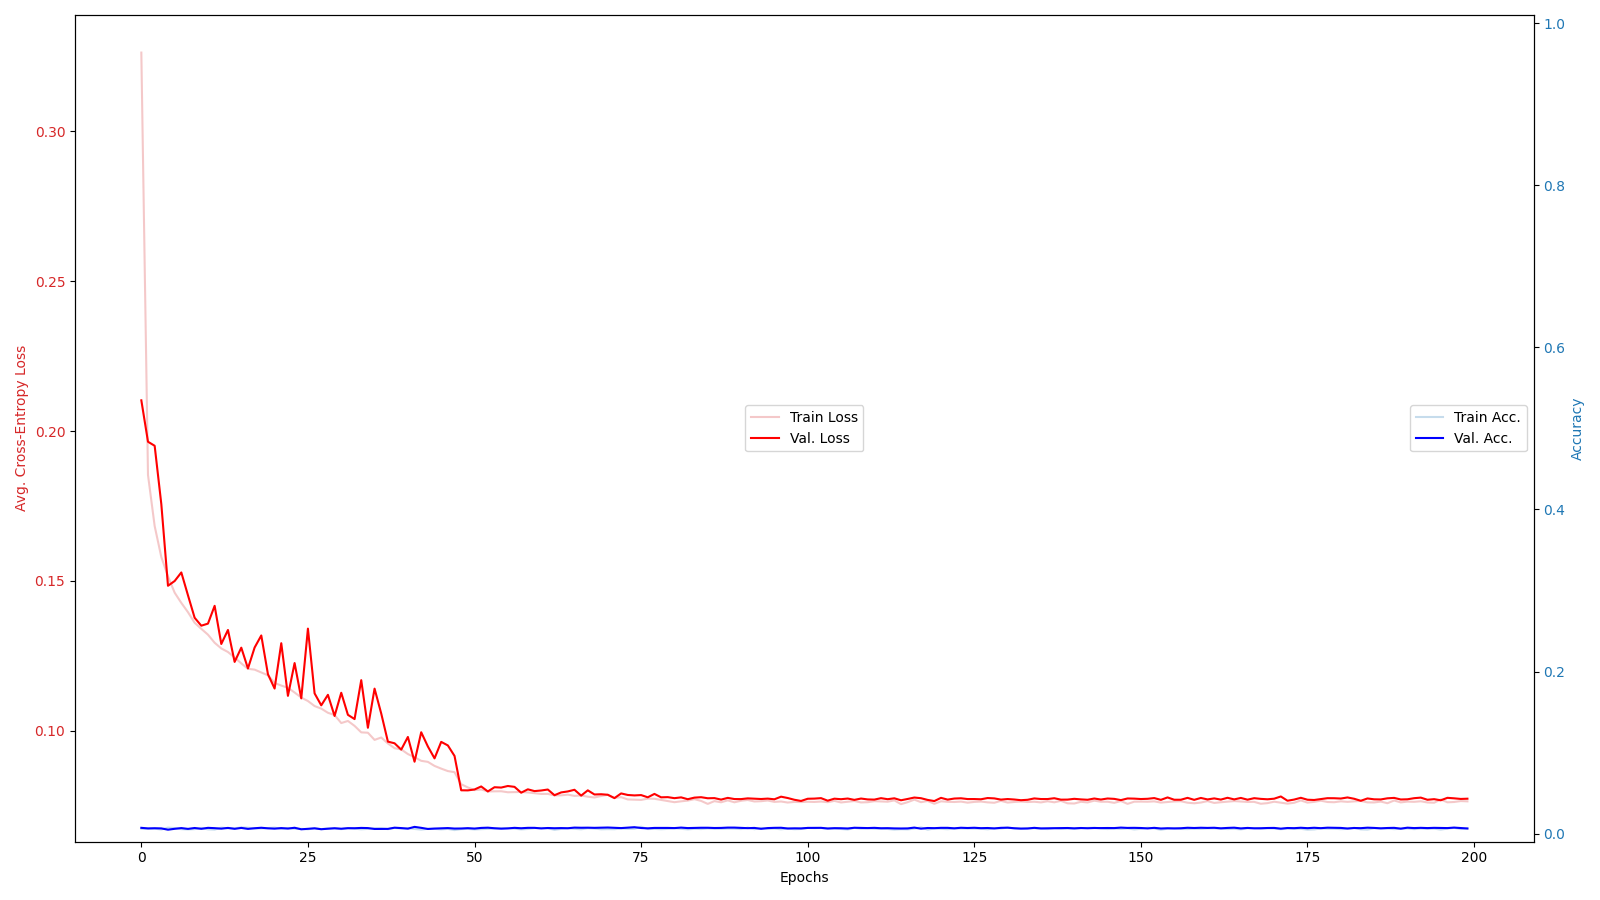 1.0
0.30
0.8
0.25
0.6
Avg. Cross-Entropy Loss
0.20
Train Loss
Val. Loss
Train Acc.
Val. Acc.
Accuracy
0.4
0.15
0.2
0.10
0.0
0 25 50 75 100 125 150 175 200
Epochs